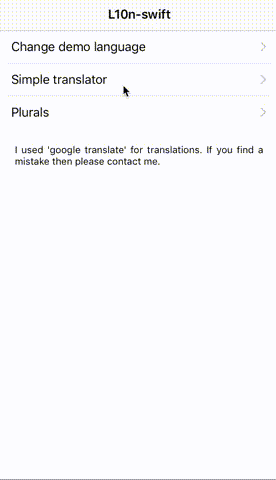 L10n-swift
Change demo language
Simple translator
Plurals
I used 'google translate' for translations. If you find a
mistake then please contact me.